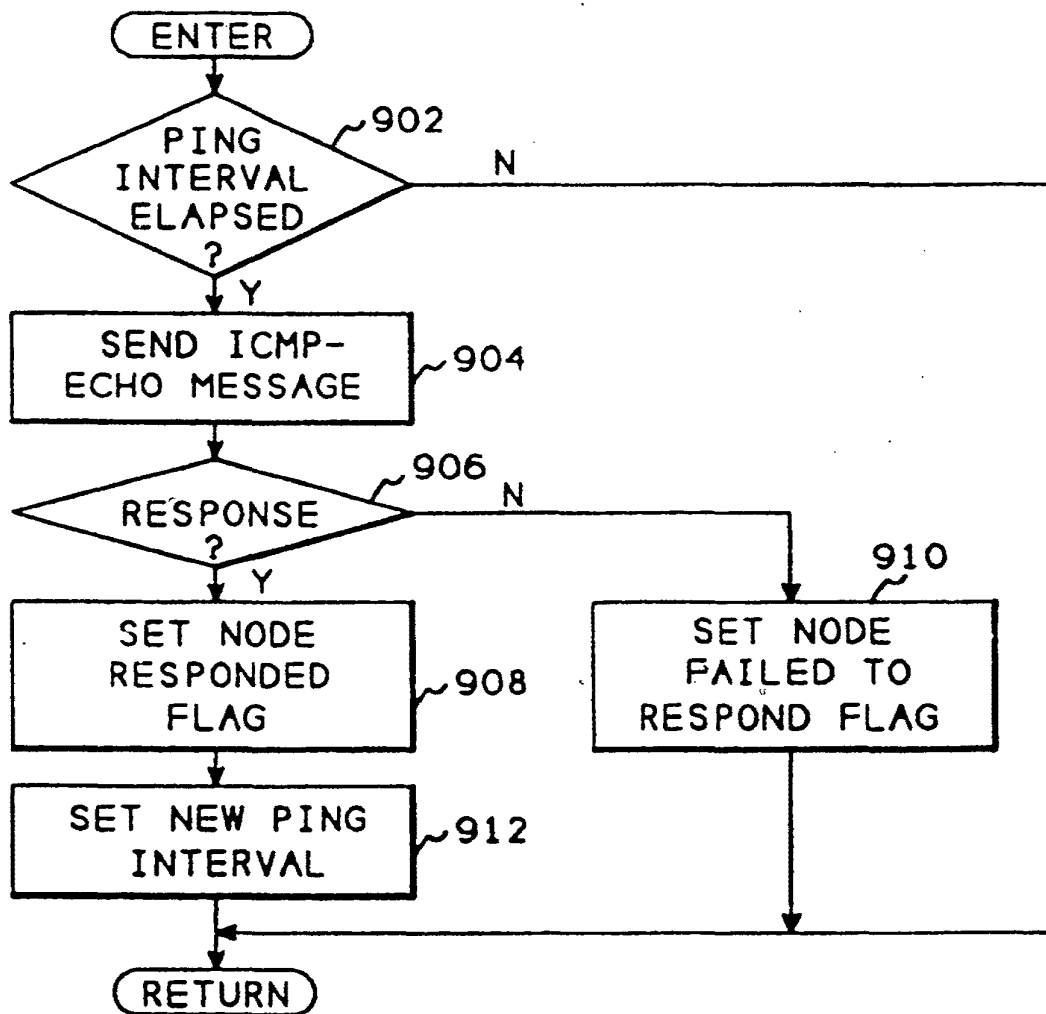 ENTER
902
PING
INTERVAL
ELAPSED
?
N
Y
SEND ICMP-
ECHO MESSAGE
904
906
RESPONSE
?
N
Y
910
SET NODE
RESPONDED
FLAG
908
SET NODE
FAILED TO
RESPOND FLAG
SET NEW PING
INTERVAL
912
RETURN